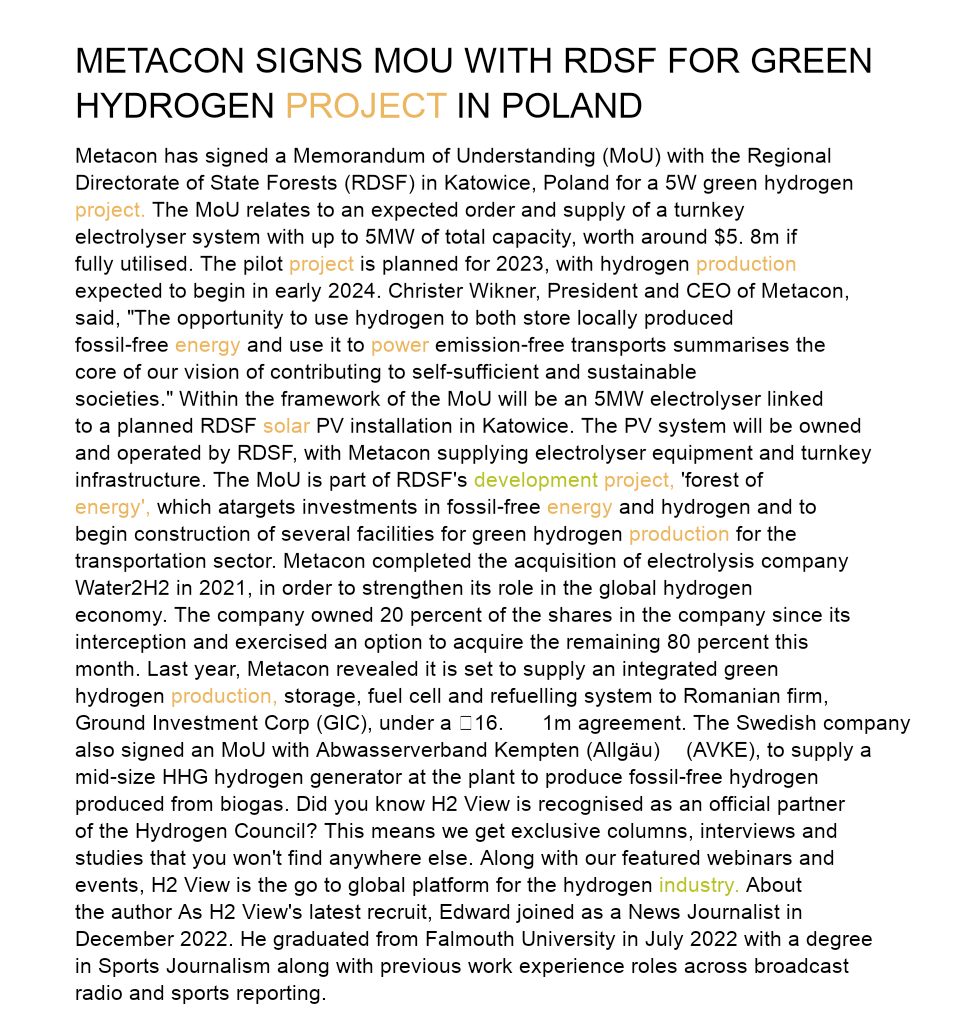 METACON SIGNS MOU WITH RDSF FOR GREEN
HYDROGEN PROJECT IN POLAND
Metacon has signed a Memorandum of Understanding (MoU) with the Regional
Directorate of State Forests (RDSF) in Katowice, Poland for a 5W green hydrogen
project. The MoU relates to an expected order and supply of a turnkey
electrolyser system with up to 5MW of total capacity, worth around $5. 8m if
fully utilised. The pilot project is planned for 2023, with hydrogen production
expected to begin in early 2024. Christer Wikner, President and CEO of Metacon,
said, "The opportunity to use hydrogen to both store locally produced
fossil-free energy and use it to power emission-free transports summarises the
core of our vision of contributing to self-sufficient and sustainable
societies." Within the framework of the MoU will be an 5MW electrolyser linked
to a planned RDSF solar PV installation in Katowice. The PV system will be owned
and operated by RDSF, with Metacon supplying electrolyser equipment and turnkey
infrastructure. The MoU is part of RDSF's development project, 'forest of
energy', which atargets investments in fossil-free energy and hydrogen and to
begin construction of several facilities for green hydrogen production for the
transportation sector. Metacon completed the acquisition of electrolysis company
Water2H2 in 2021, in order to strengthen its role in the global hydrogen
economy. The company owned 20 percent of the shares in the company since its
interception and exercised an option to acquire the remaining 80 percent this
month. Last year, Metacon revealed it is set to supply an integrated green
hydrogen production, storage, fuel cell and refuelling system to Romanian firm,
Ground Investment Corp (GIC), under a □16. 1m agreement. The Swedish company
also signed an MoU with Abwasserverband Kempten (Allgäu) (AVKE), to supply a
mid-size HHG hydrogen generator at the plant to produce fossil-free hydrogen
produced from biogas. Did you know H2 View is recognised as an official partner
of the Hydrogen Council? This means we get exclusive columns, interviews and
studies that you won't find anywhere else. Along with our featured webinars and
events, H2 View is the go to global platform for the hydrogen industry. About
the author As H2 View's latest recruit, Edward joined as a News Journalist in
December 2022. He graduated from Falmouth University in July 2022 with a degree
in Sports Journalism along with previous work experience roles across broadcast
radio and sports reporting.